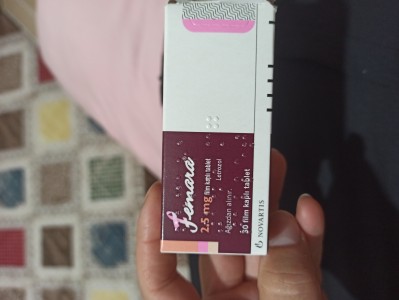 Femara®
2.5 mg film kaplı tablet
Letrozol
Ağızdan alınır.
30 film kaplı tablet
NOVARTIS